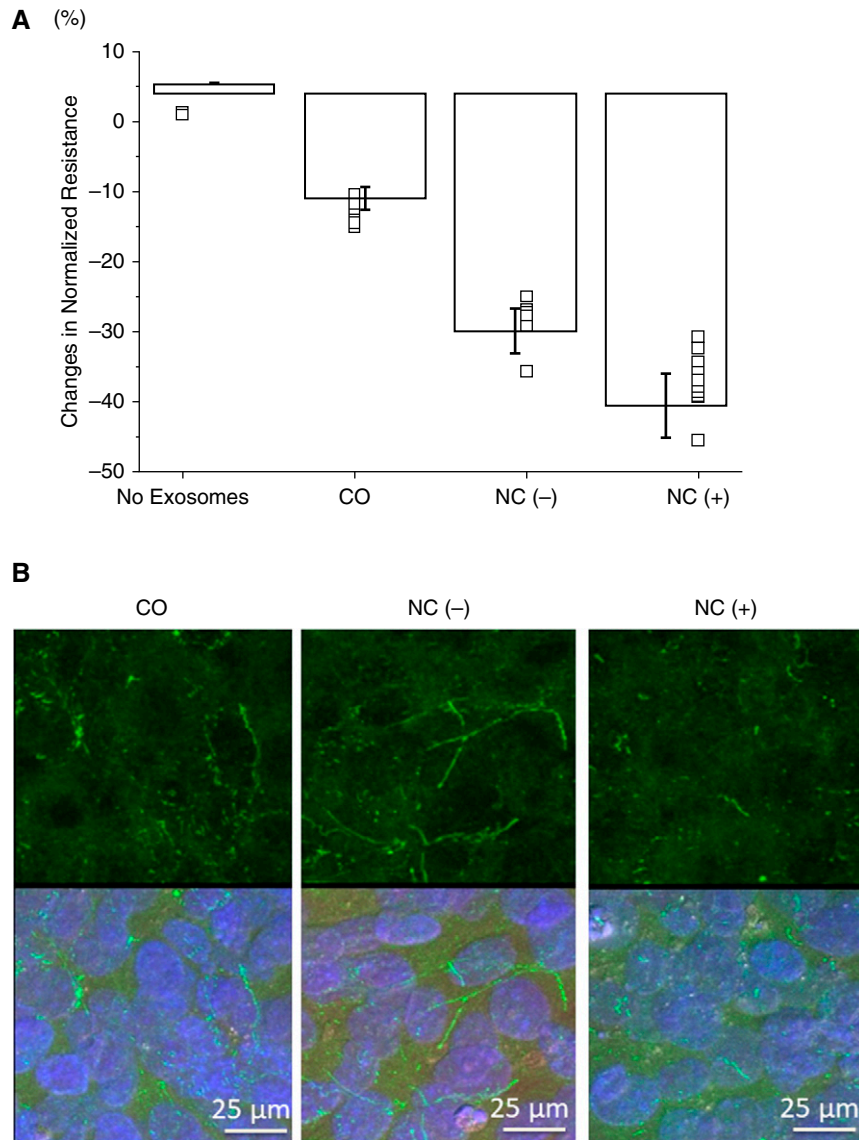 A (%)
10
0
–10
–20
–30
–40
–50
Changes in Normalized Resistance
No Exosomes CO NC (–) NC (+)
B
CO NC (–) NC (+)
25 μm 25 μm 25 μm